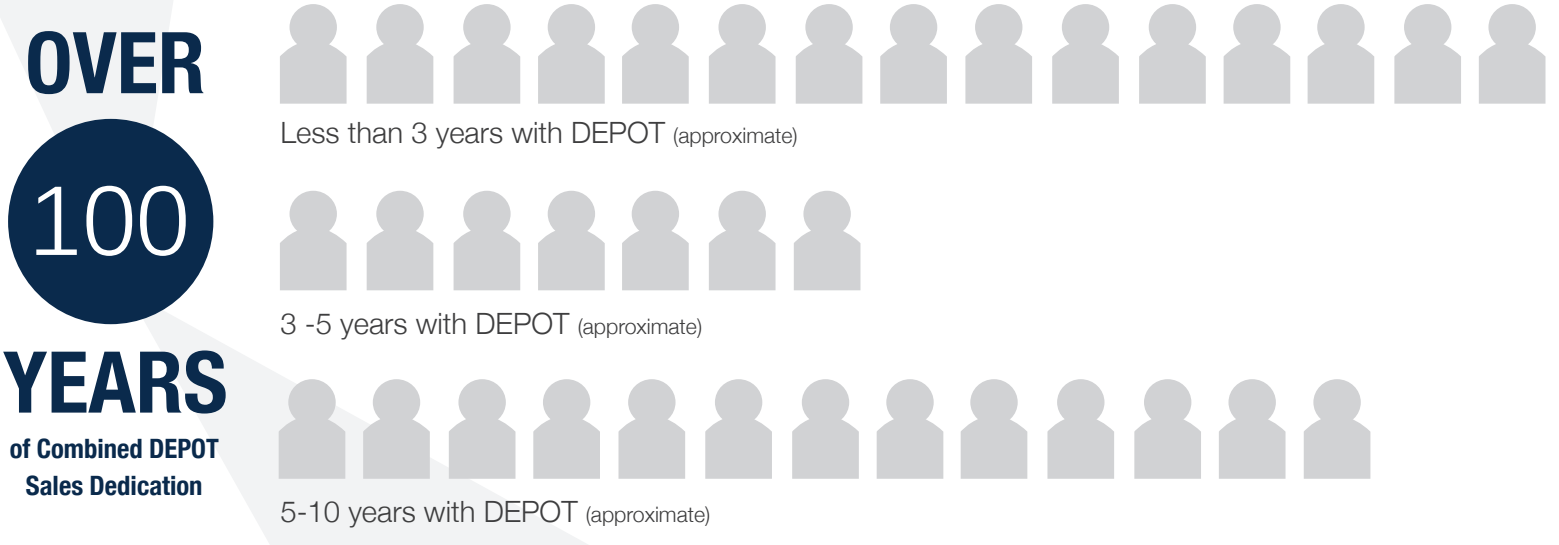 OVER
100
YEARS
of Combined DEPOT
Sales Dedication
Less than 3 years with DEPOT (approximate)
3 -5 years with DEPOT (approximate)
5-10 years with DEPOT (approximate)